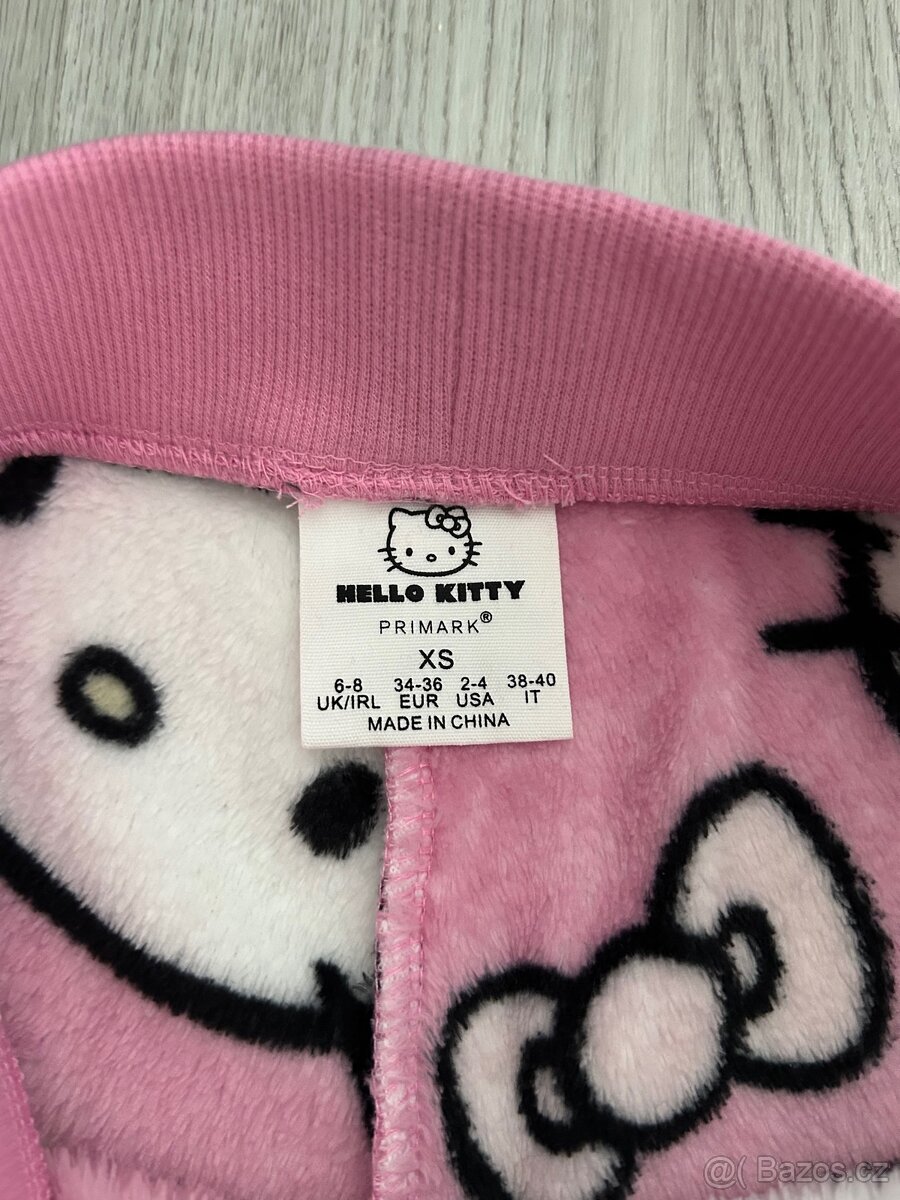 HELLO KITTY
PRIMARK®
XS
6-8 34-36 2-4 38-40
UK/IRL EUR USA IT
MADE IN CHINA
@( Bazos.cz